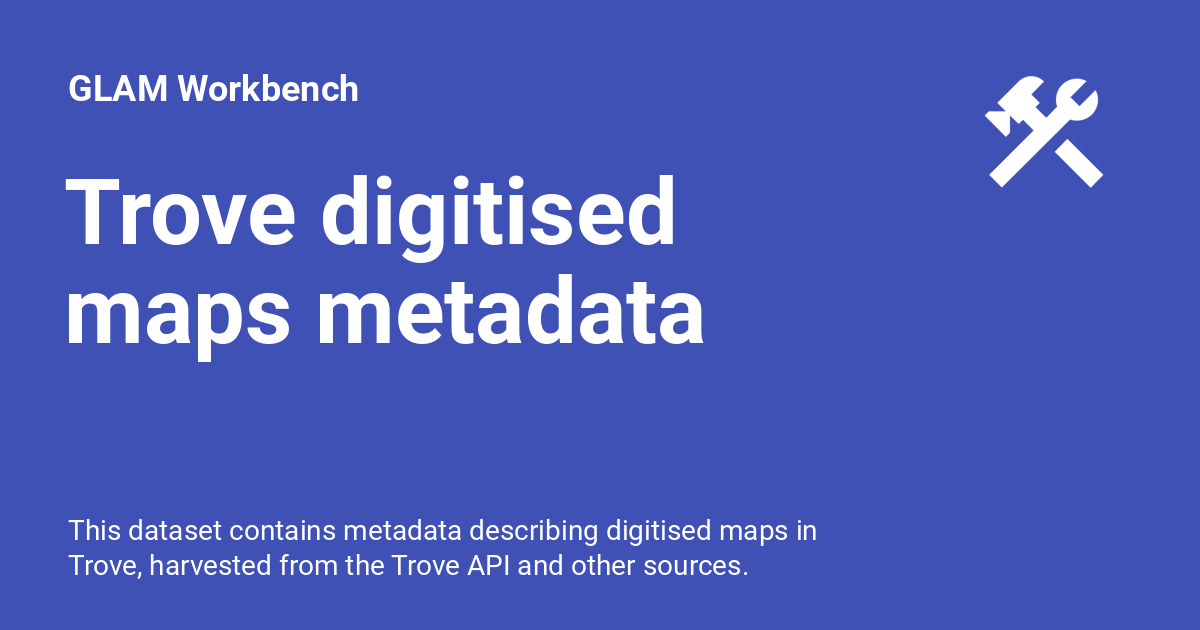 GLAM Workbench
Trove digitised
maps metadata
This dataset contains metadata describing digitised maps in
Trove, harvested from the Trove API and other sources.